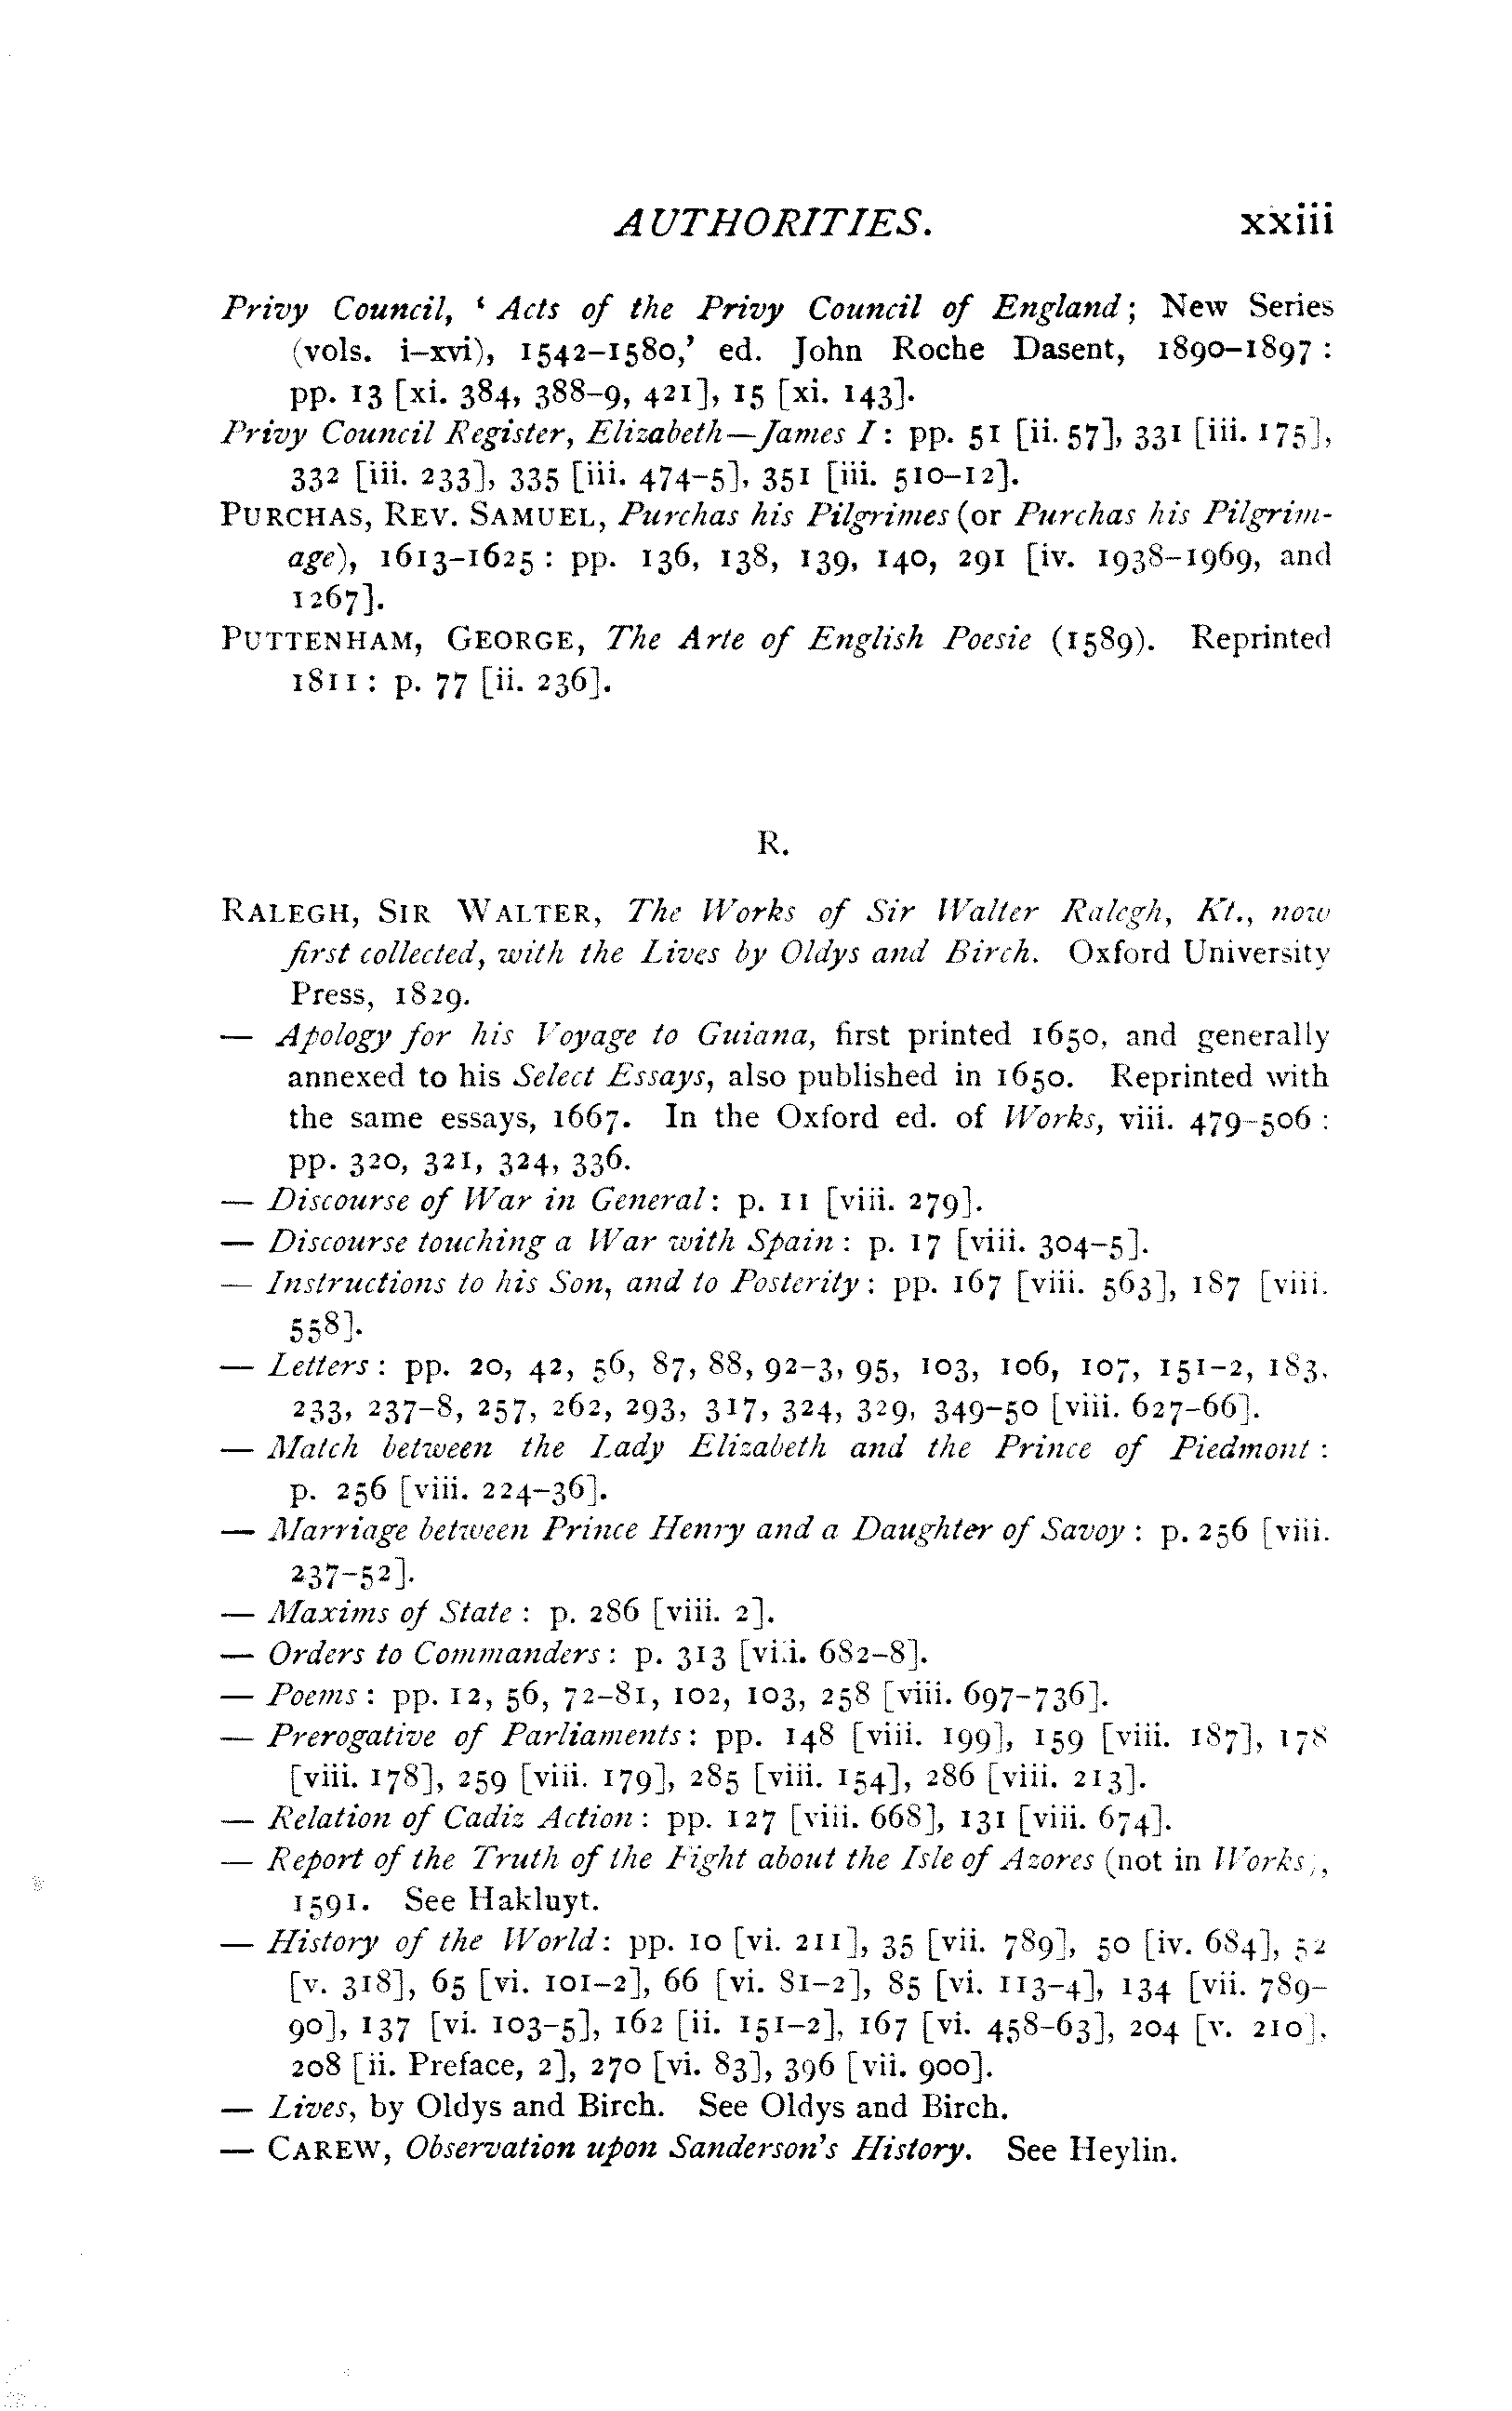 AUTHORITIES. xxiii
Privy Council, ‘ Acts of the Privy Council of England; New Series
(vols. i–xvi), 1542–1580,’ ed. John Roche Dasent, 1890–1897 :
pp. 13 [xi. 384, 388–9, 421], 15 [xi. 143].
Privy Council Register, Elizabeth—James I: pp. 51 [ii. 57], 331 [iii. 175],
332 [iii. 233], 335 [iii. 474–5], 351 [iii. 510–12].
PURCHAS, REV. SAMUEL, Purchas his Pilgrimes (or Purchas his Pilgrim-
age), 1613–1625 : pp. 136, 138, 139, 140, 291 [iv. 1938–1969, and
1267].
PUTTENHAM, GEORGE, The Arte of English Poesie (1589). Reprinted
1811 : p. 77 [ii. 236].
R.
RALEGH, SIR WALTER, The Works of Sir Walter Ralegh, Kt., now
first collected, with the Lives by Oldys and Birch. Oxford University
Press, 1829.
— Apology for his Voyage to Guiana, first printed 1650, and generally
annexed to his Select Essays, also published in 1650. Reprinted with
the same essays, 1667. In the Oxford ed. of Works, viii. 479–506 :
pp. 320, 321, 324, 336.
— Discourse of War in General: p. 11 [viii. 279].
— Discourse touching a War with Spain : p. 17 [viii. 304–5].
— Instructions to his Son, and to Posterity : pp. 167 [viii. 563], 187 [viii.
558].
— Letters : pp. 20, 42, 56, 87, 88, 92–3, 95, 103, 106, 107, 151–2, 183,
233, 237–8, 257, 262, 293, 317, 324, 329, 349–50 [viii. 627–66].
— Match between the Lady Elizabeth and the Prince of Piedmont :
p. 256 [viii. 224–36].
— Marriage between Prince Henry and a Daughter of Savoy : p. 256 [viii.
237–52].
— Maxims of State : p. 286 [viii. 2].
— Orders to Commanders : p. 313 [viii. 682–8].
— Poems : pp. 12, 56, 72–81, 102, 103, 258 [viii. 697–736].
— Prerogative of Parliaments: pp. 148 [viii. 199], 159 [viii. 187], 178
[viii. 178], 259 [viii. 179], 285 [viii. 154], 286 [viii. 213].
— Relation of Cadiz Action : pp. 127 [viii. 668], 131 [viii. 674].
— Report of the Truth of the Fight about the Isle of Azores (not in Works),
1591. See Hakluyt.
— History of the World: pp. 10 [vi. 211], 35 [vii. 789], 50 [iv. 684], 52
[v. 318], 65 [vi. 101–2], 66 [vi. 81–2], 85 [vi. 113–4], 134 [vii. 789–
90], 137 [vi. 103–5], 162 [ii. 151–2], 167 [vi. 458–63], 204 [v. 210],
208 [ii. Preface, 2], 270 [vi. 83], 396 [vii. 900].
— Lives, by Oldys and Birch. See Oldys and Birch.
— CAREW, Observation upon Sanderson's History. See Heylin.